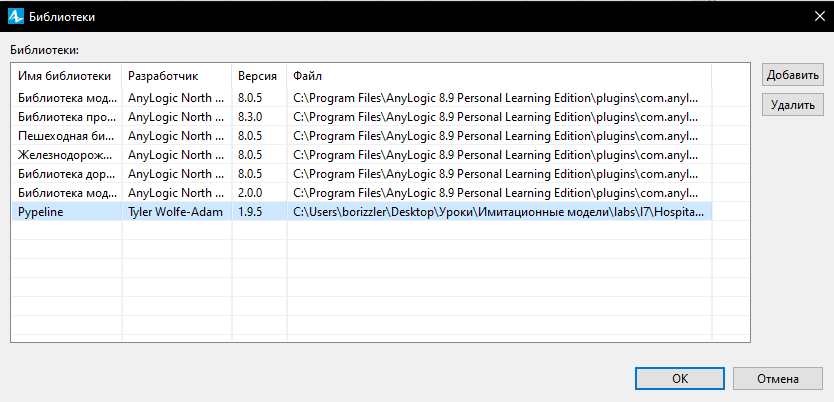 Библиотеки
Библиотеки:
Имя библиотеки Разработчик Версия Файл
Библиотека мод... AnyLogic North ... 8.0.5 C:\Program Files\AnyLogic 8.9 Personal Learning Edition\plugins\com.anyl...
Библиотека про... AnyLogic North ... 8.3.0 C:\Program Files\AnyLogic 8.9 Personal Learning Edition\plugins\com.anyl...
Пешеходная би... AnyLogic North ... 8.0.5 C:\Program Files\AnyLogic 8.9 Personal Learning Edition\plugins\com.anyl...
Железнодорож... AnyLogic North ... 8.0.5 C:\Program Files\AnyLogic 8.9 Personal Learning Edition\plugins\com.anyl...
Библиотека дор... AnyLogic North ... 8.0.5 C:\Program Files\AnyLogic 8.9 Personal Learning Edition\plugins\com.anyl...
Библиотека мод... AnyLogic North ... 2.0.0 C:\Program Files\AnyLogic 8.9 Personal Learning Edition\plugins\com.anyl...
Pypeline Tyler Wolfe-Adam 1.9.5 C:\Users\borizzler\Desktop\Уроки\Имитационные модели\labs\l7\Hospita...
Добавить
Удалить
OK Отмена